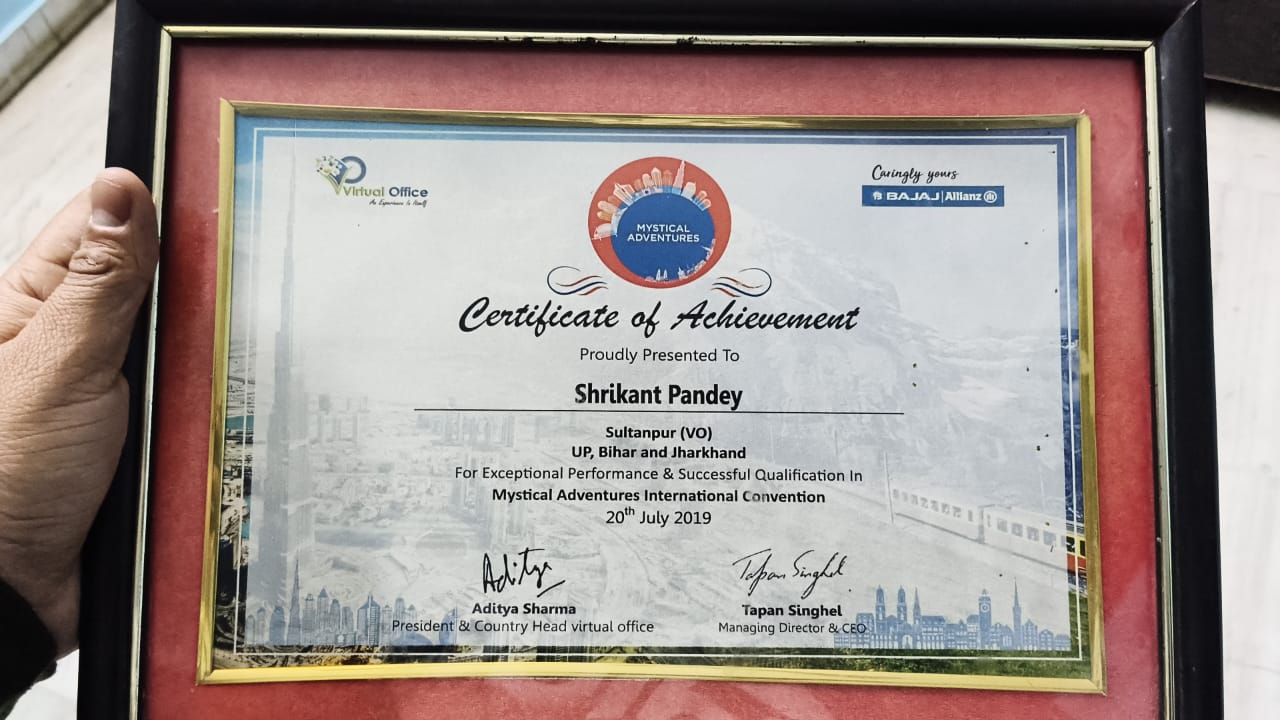 Virtual Office
An Experience In Itself
Caringly yours
BAJAJ | Allianz
MYSTICAL
ADVENTURES
Certificate of Achievement
Proudly Presented To
Shrikant Pandey
Sultanpur (VO)
UP, Bihar and Jharkhand
For Exceptional Performance & Successful Qualification In
Mystical Adventures International Convention
20th July 2019
Aditya
Tapan Singhel
Aditya Sharma
Tapan Singhel
President & Country Head virtual office
Managing Director & CEO